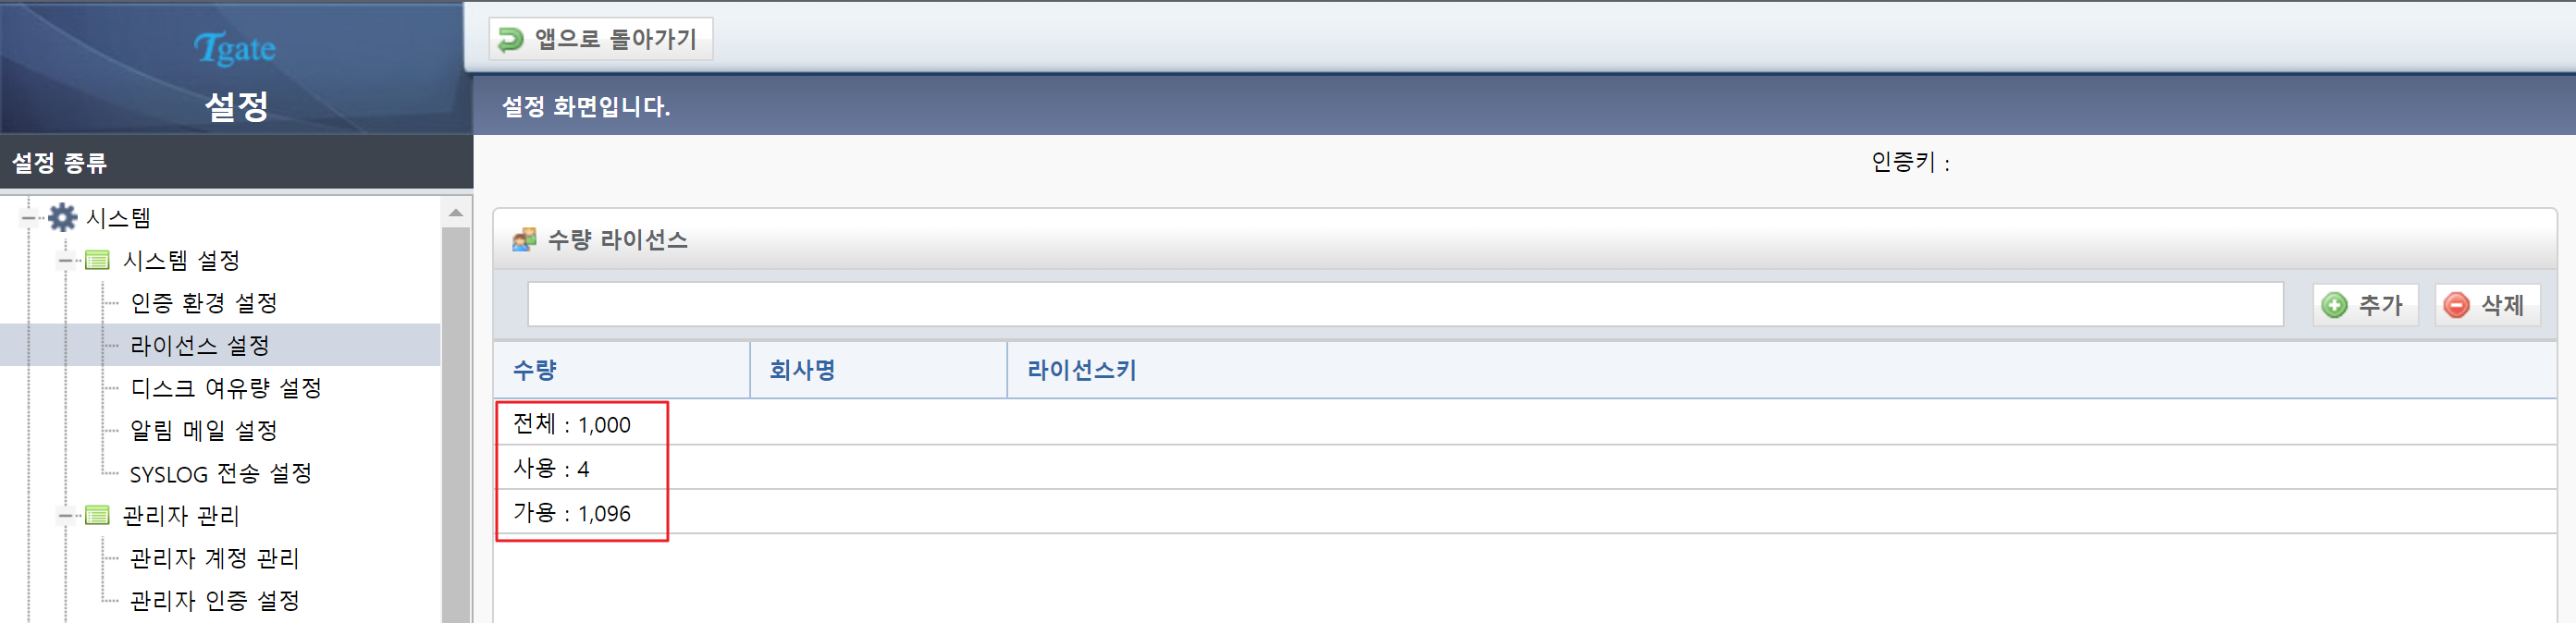 Tgate
설정
앱으로 돌아가기
설정 화면입니다.
설정 종류
인증키 :
시스템
시스템 설정
인증 환경 설정
라이선스 설정
디스크 여유량 설정
알림 메일 설정
SYSLOG 전송 설정
관리자 관리
관리자 계정 관리
관리자 인증 설정
수량 라이선스
추가 삭제
수량 회사명 라이선스키
전체 : 1,000
사용 : 4
가용 : 1,096